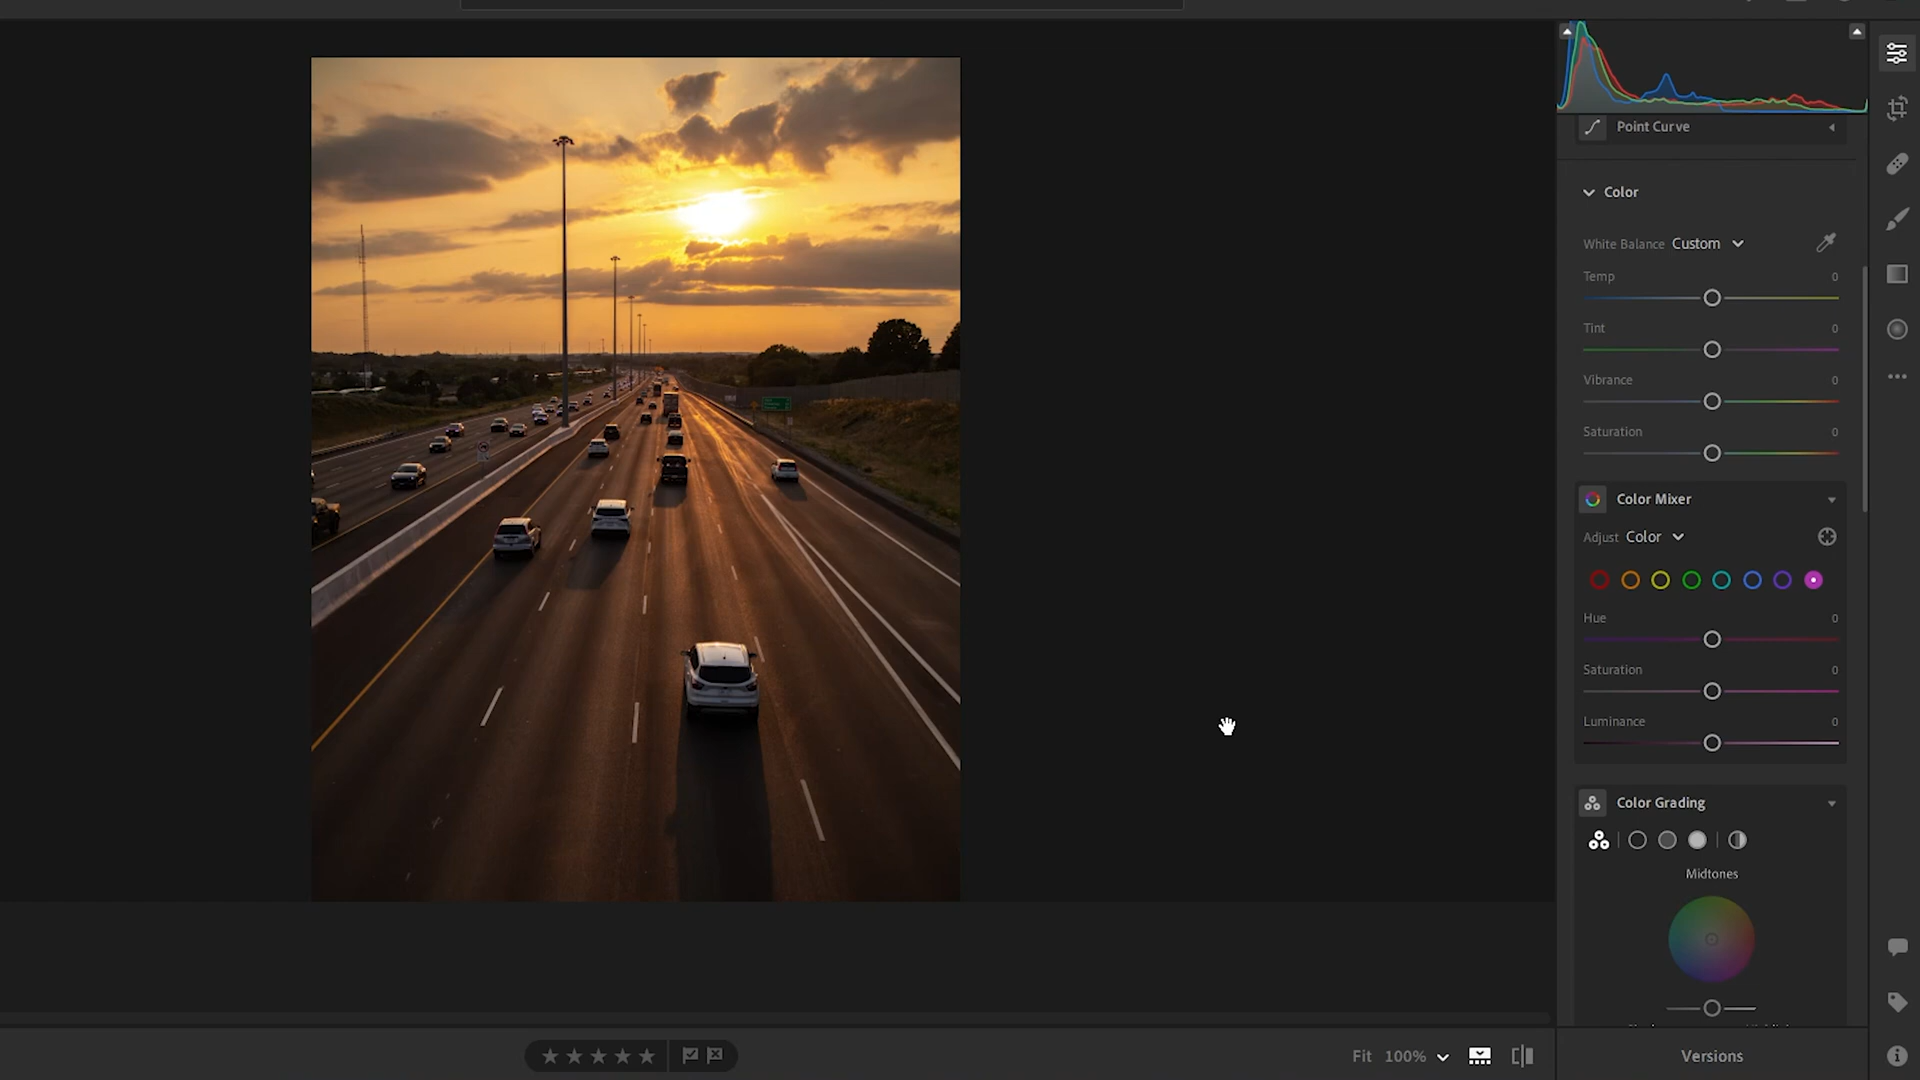 Point Curve
Color
White Balance Custom
Temp 0
Tint 0
Vibrance 0
Saturation 0
Color Mixer
Adjust Color
Hue 0
Saturation 0
Luminance 0
Color Grading
Midtones
Fit 100%
Versions